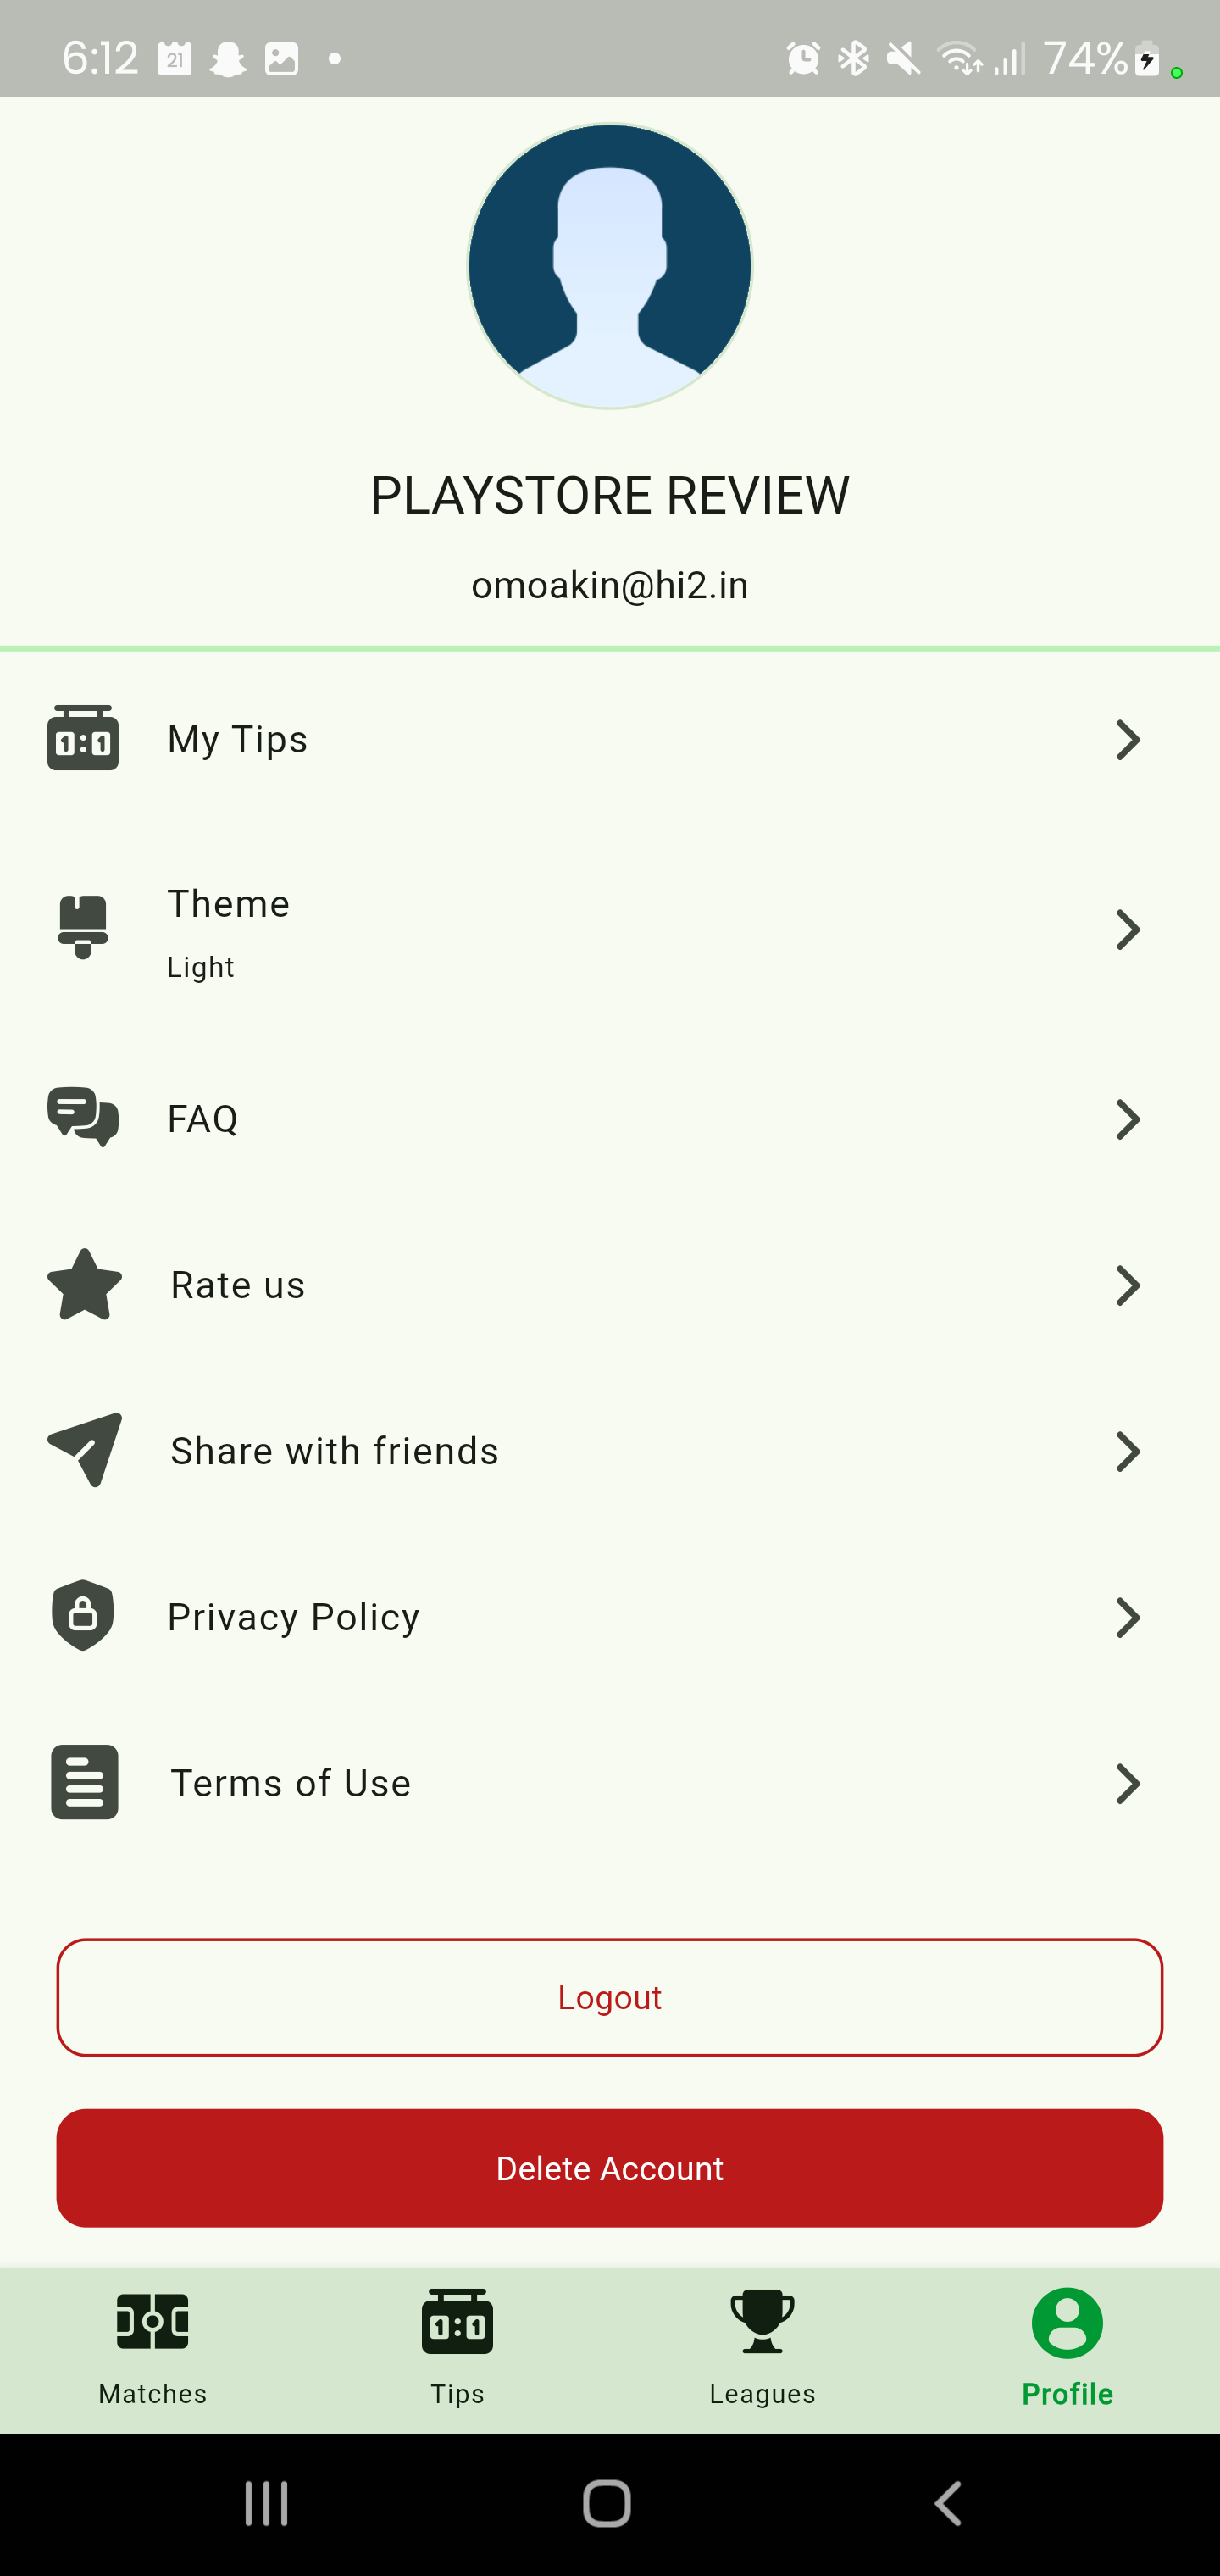 6:12 21 74%
PLAYSTORE REVIEW
omoakin@hi2.in
1:1 My Tips
Theme
Light
FAQ
Rate us
Share with friends
Privacy Policy
Terms of Use
Logout
Delete Account
1:1
Matches Tips Leagues Profile